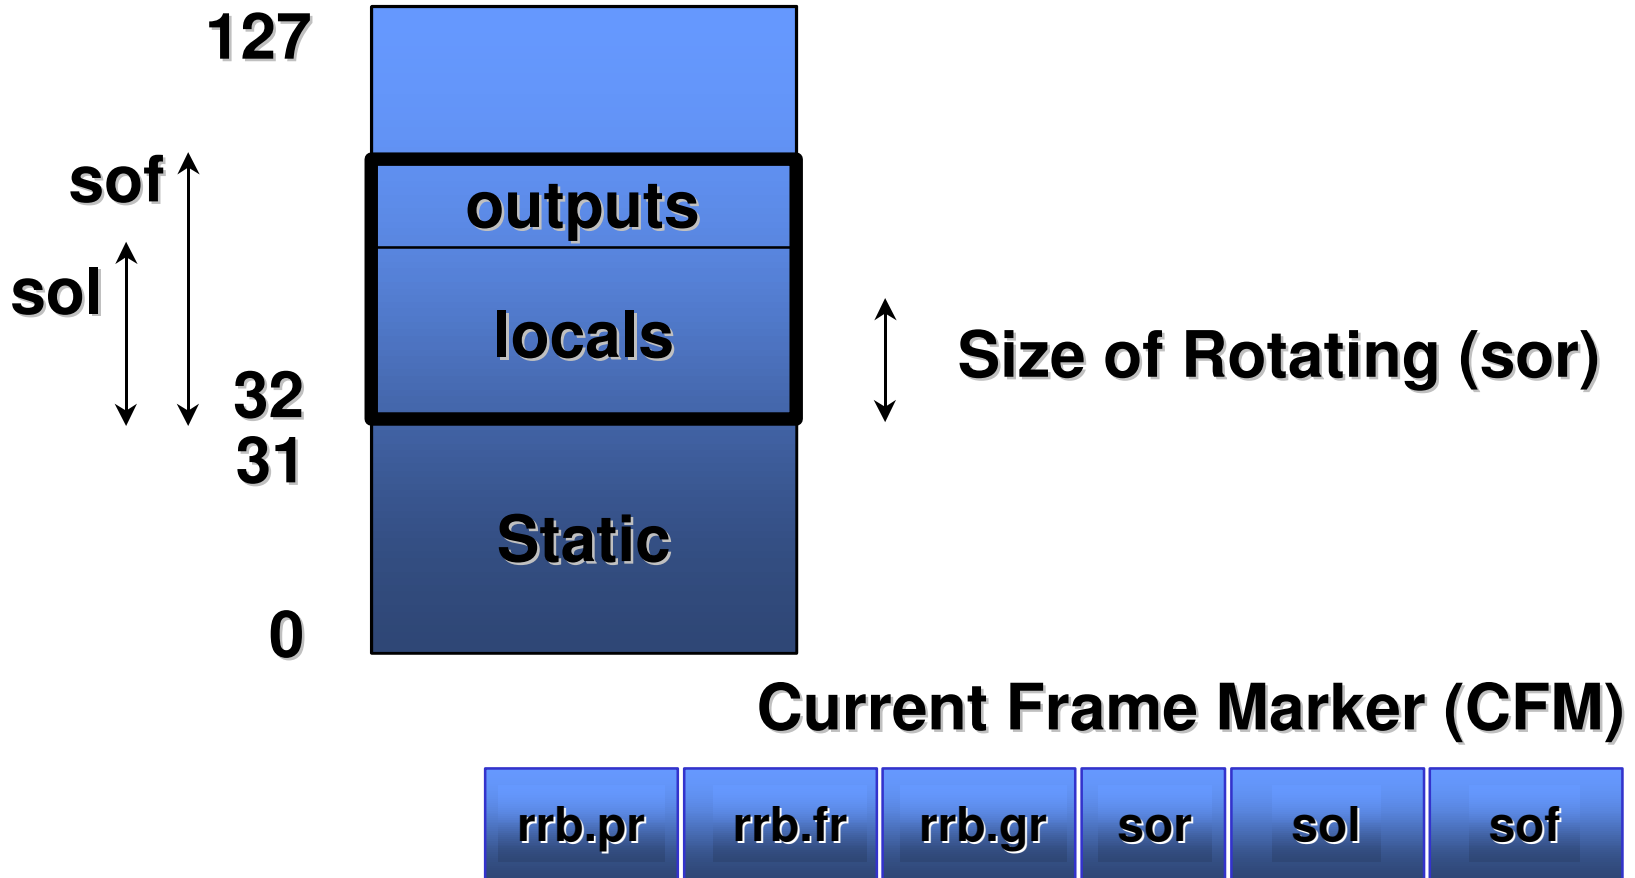 127
sof
outputs
sol
locals
Size of Rotating (sor)
32
31
Static
0
Current Frame Marker (CFM)
rrb.pr rrb.fr rrb.gr sor sol sof